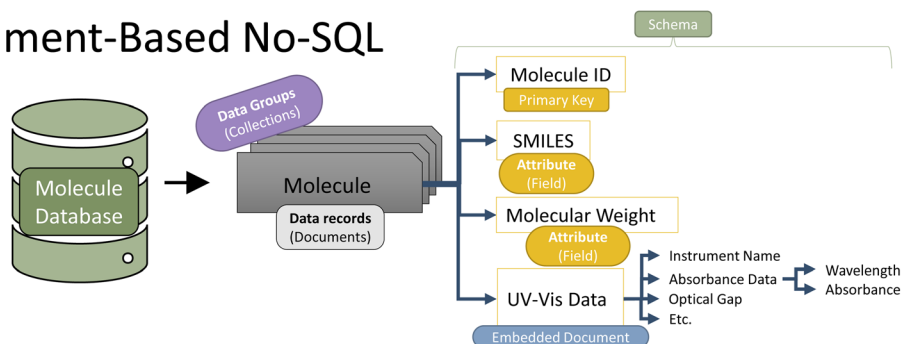 ment-Based No-SQL
Schema
Molecule
Database
Data Groups
(Collections)
Molecule
Data records
(Documents)
Molecule ID
Primary Key
SMILES
Attribute
(Field)
Molecular Weight
Attribute
(Field)
UV-Vis Data
Embedded Document
Instrument Name
Absorbance Data
Optical Gap
Etc.
Wavelength
Absorbance